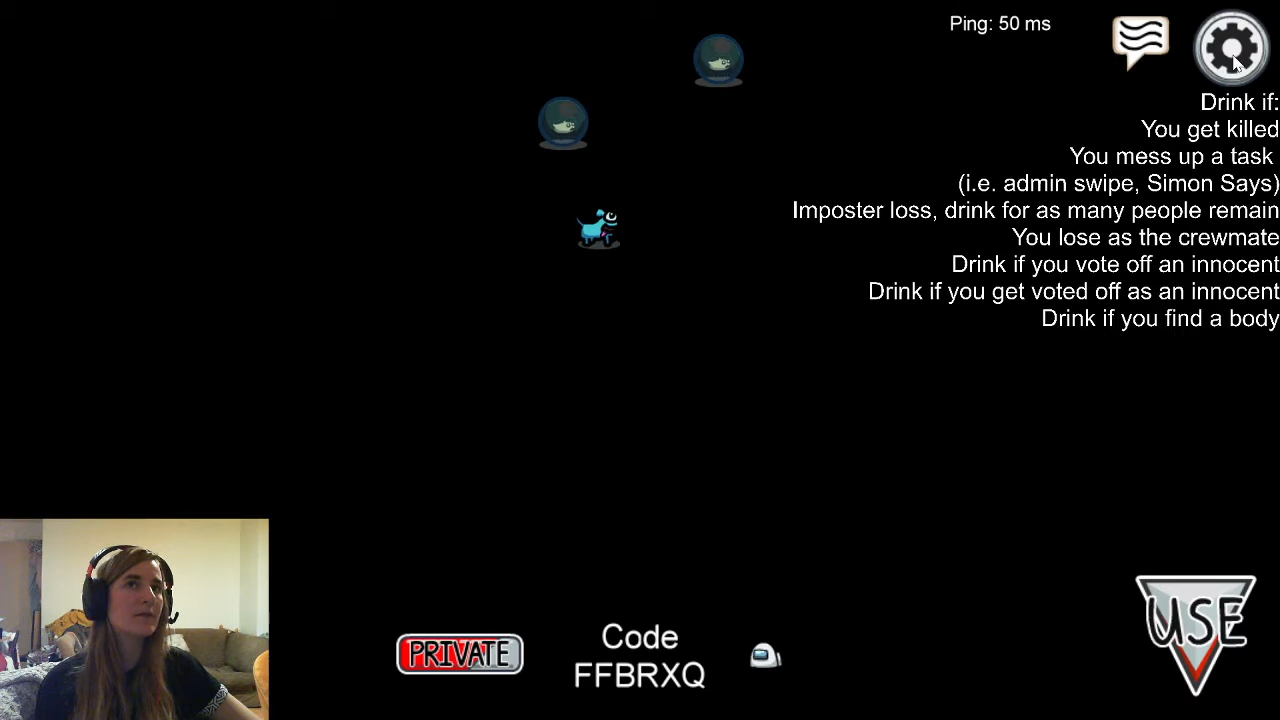 Ping: 50 ms
Drink if:
You get killed
You mess up a task
(i.e. admin swipe, Simon Says)
Imposter loss, drink for as many people remain
You lose as the crewmate
Drink if you vote off an innocent
Drink if you get voted off as an innocent
Drink if you find a body
USE
PRIVATE
Code
FFBRXQ